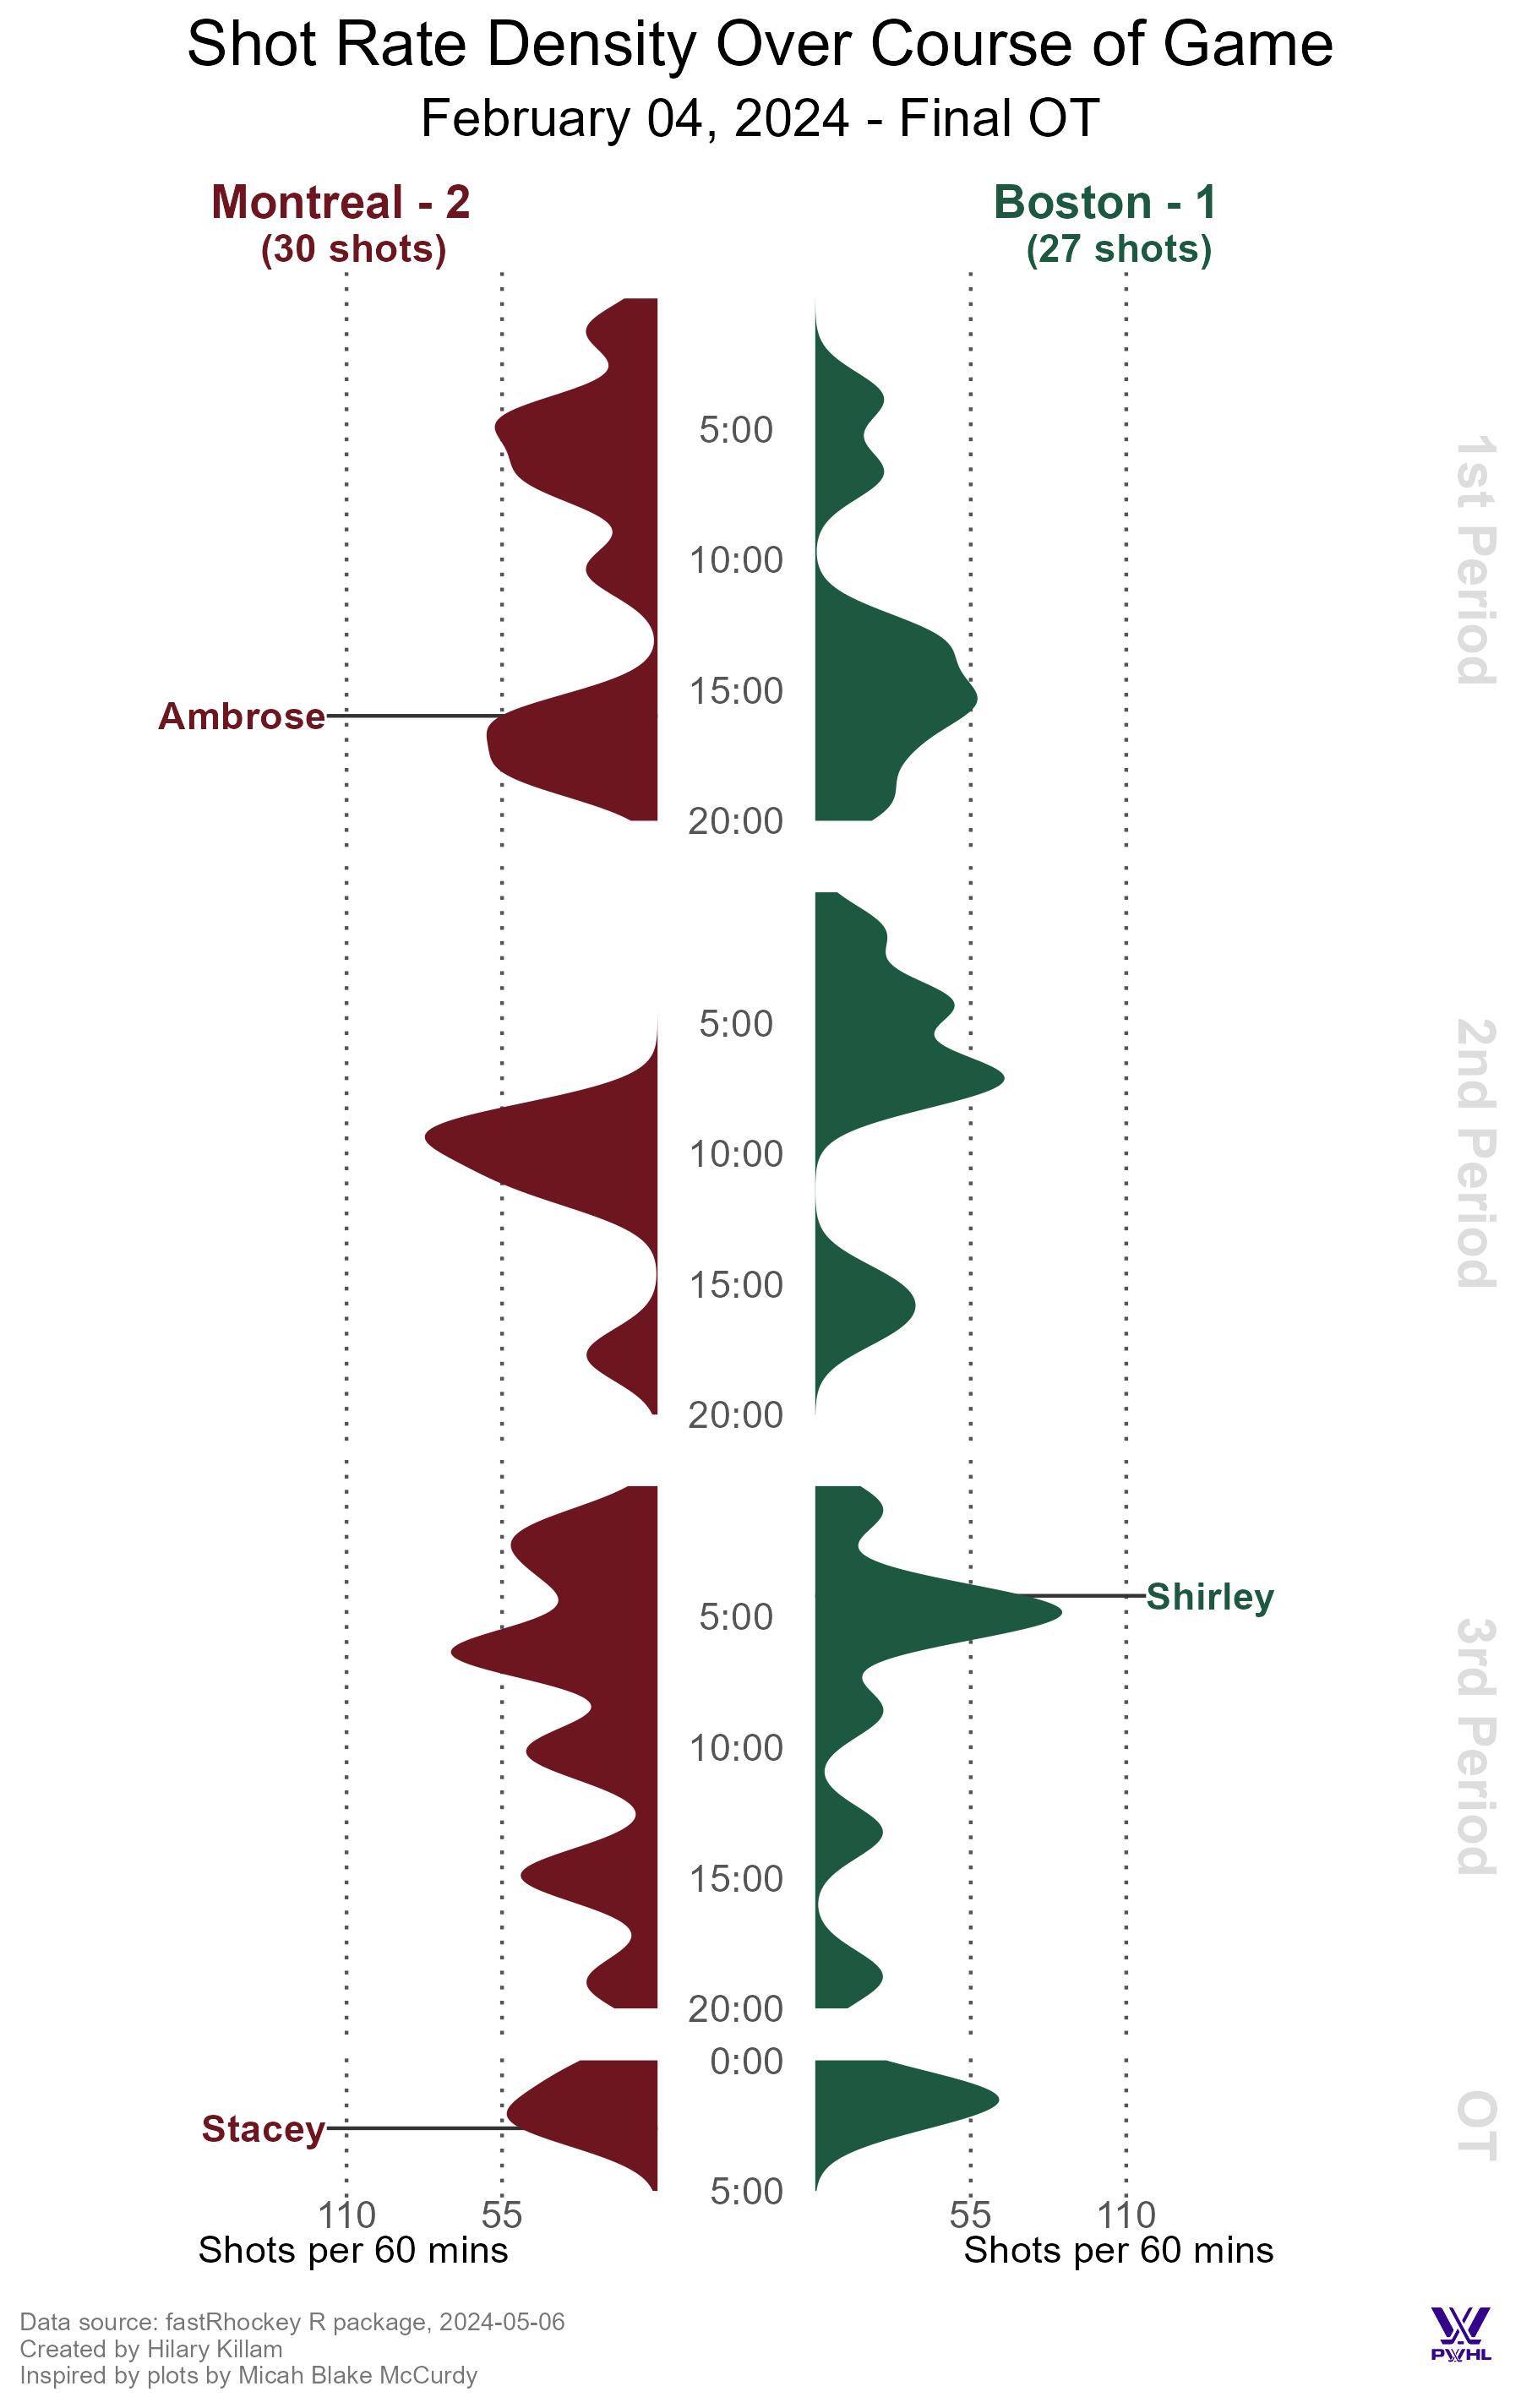 Shot Rate Density Over Course of Game
February 04, 2024 - Final OT
Montreal - 2
(30 shots)
Boston - 1
(27 shots)
1st Period
5:00
10:00
15:00
Ambrose
20:00
2nd Period
5:00
10:00
15:00
20:00
3rd Period
Shirley
5:00
10:00
15:00
20:00
OT
0:00
Stacey
5:00
110 55
55 110
Shots per 60 mins
Shots per 60 mins
Data source: fastRhockey R package, 2024-05-06
Created by Hilary Killam
Inspired by plots by Micah Blake McCurdy
PWHL